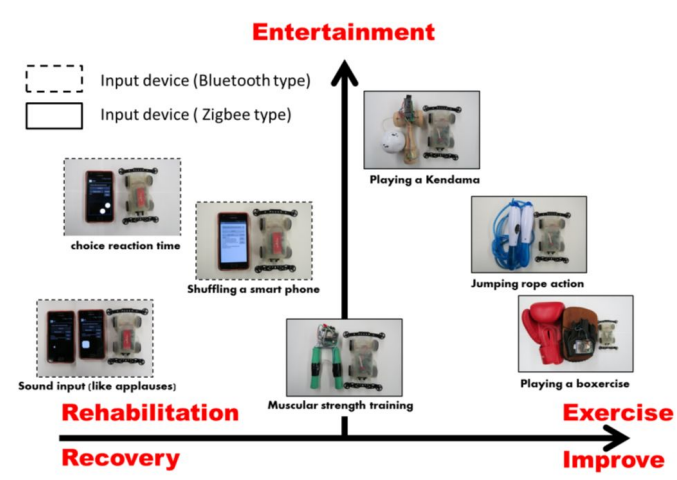 Entertainment
Input device (Bluetooth type)
Input device ( Zigbee type)
Playing a Kendama
choice reaction time
Shuffling a smart phone
Jumping rope action
Sound input (like applauses)
Muscular strength training
Playing a boxercise
Rehabilitation
Exercise
Recovery
Improve